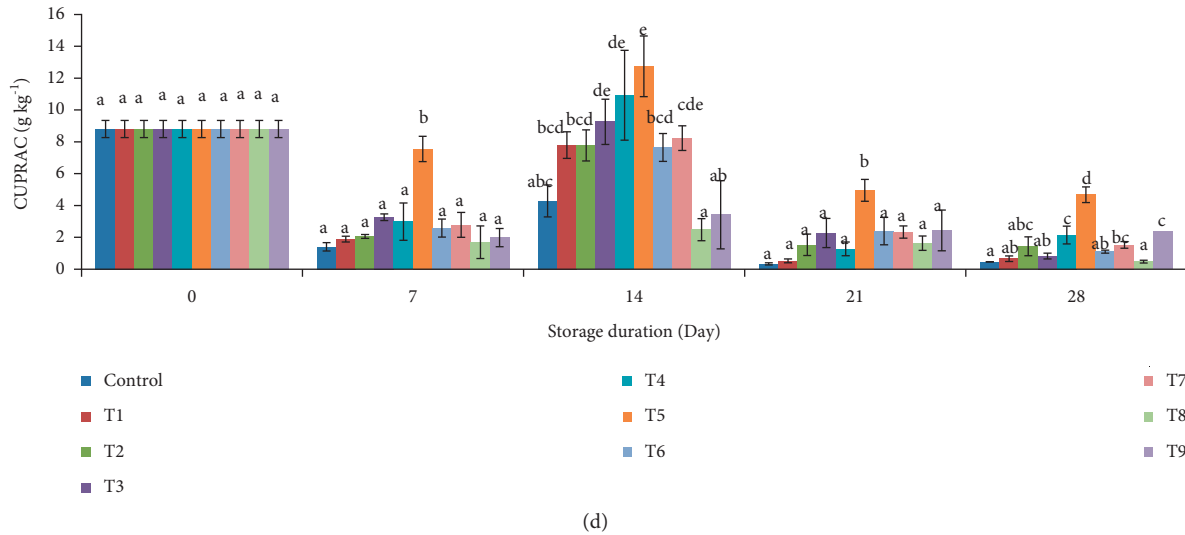 16
14
12
10
8
6
4
2
0
CUPRAC (g kg-1)
a a a a a a a a a a
a a a a a b a a a a
abc bcd bcd de de e bcd cde a ab
a a a a a b a a a a
a ab abc ab c d ab bc a c
0 7 14 21 28
Storage duration (Day)
Control T4 T7
T1 T5 T8
T2 T6 T9
T3
(d)